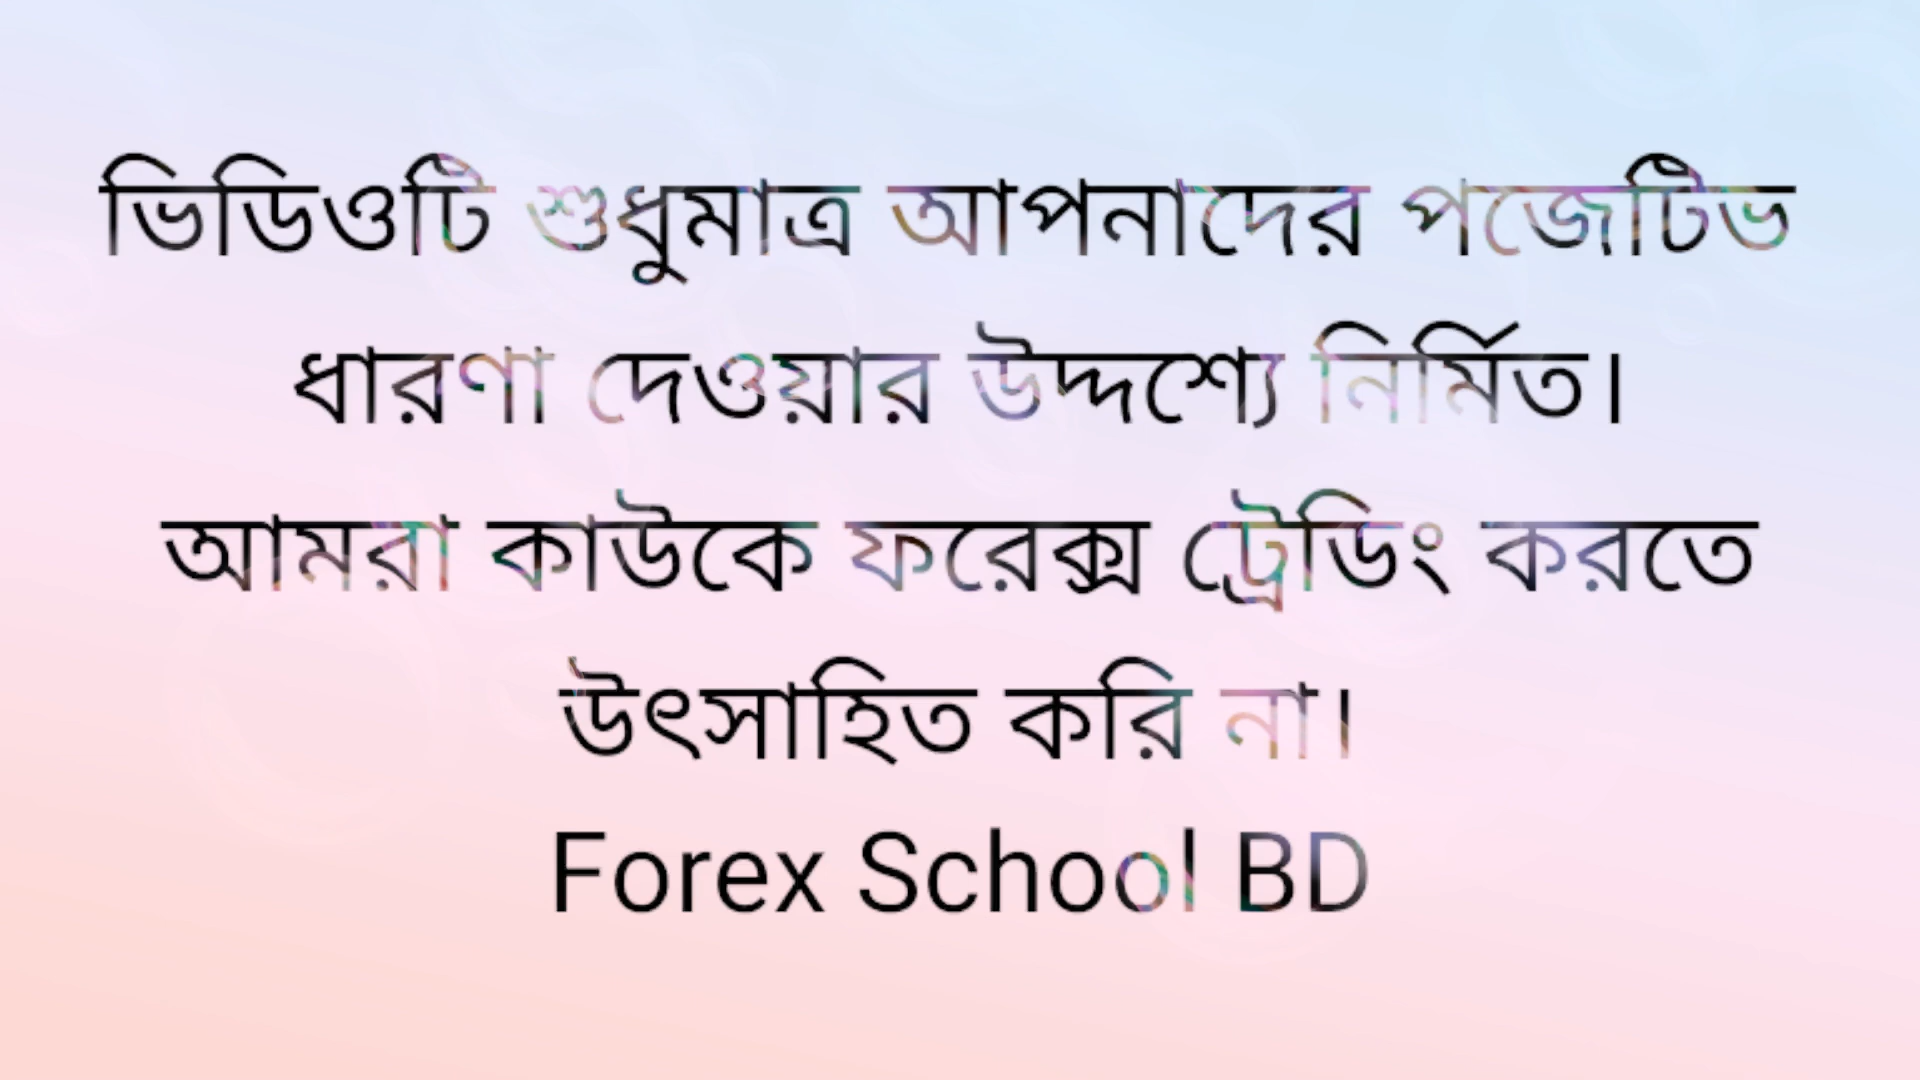 ভিডিওটি শুধুমাত্র আপনাদের পজেটিভ
ধারণা দেওয়ার উদ্দশ্যে নির্মিত।
আমরা কাউকে ফরেক্স ট্রেডিং করতে
উৎসাহিত করি না।
Forex School BD